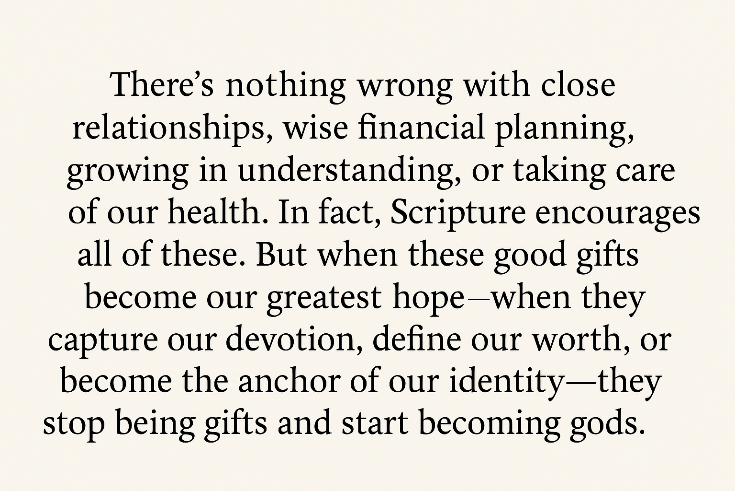 There’s nothing wrong with close
relationships, wise financial planning,
growing in understanding, or taking care
of our health. In fact, Scripture encourages
all of these. But when these good gifts
become our greatest hope—when they
capture our devotion, define our worth, or
become the anchor of our identity—they
stop being gifts and start becoming gods.